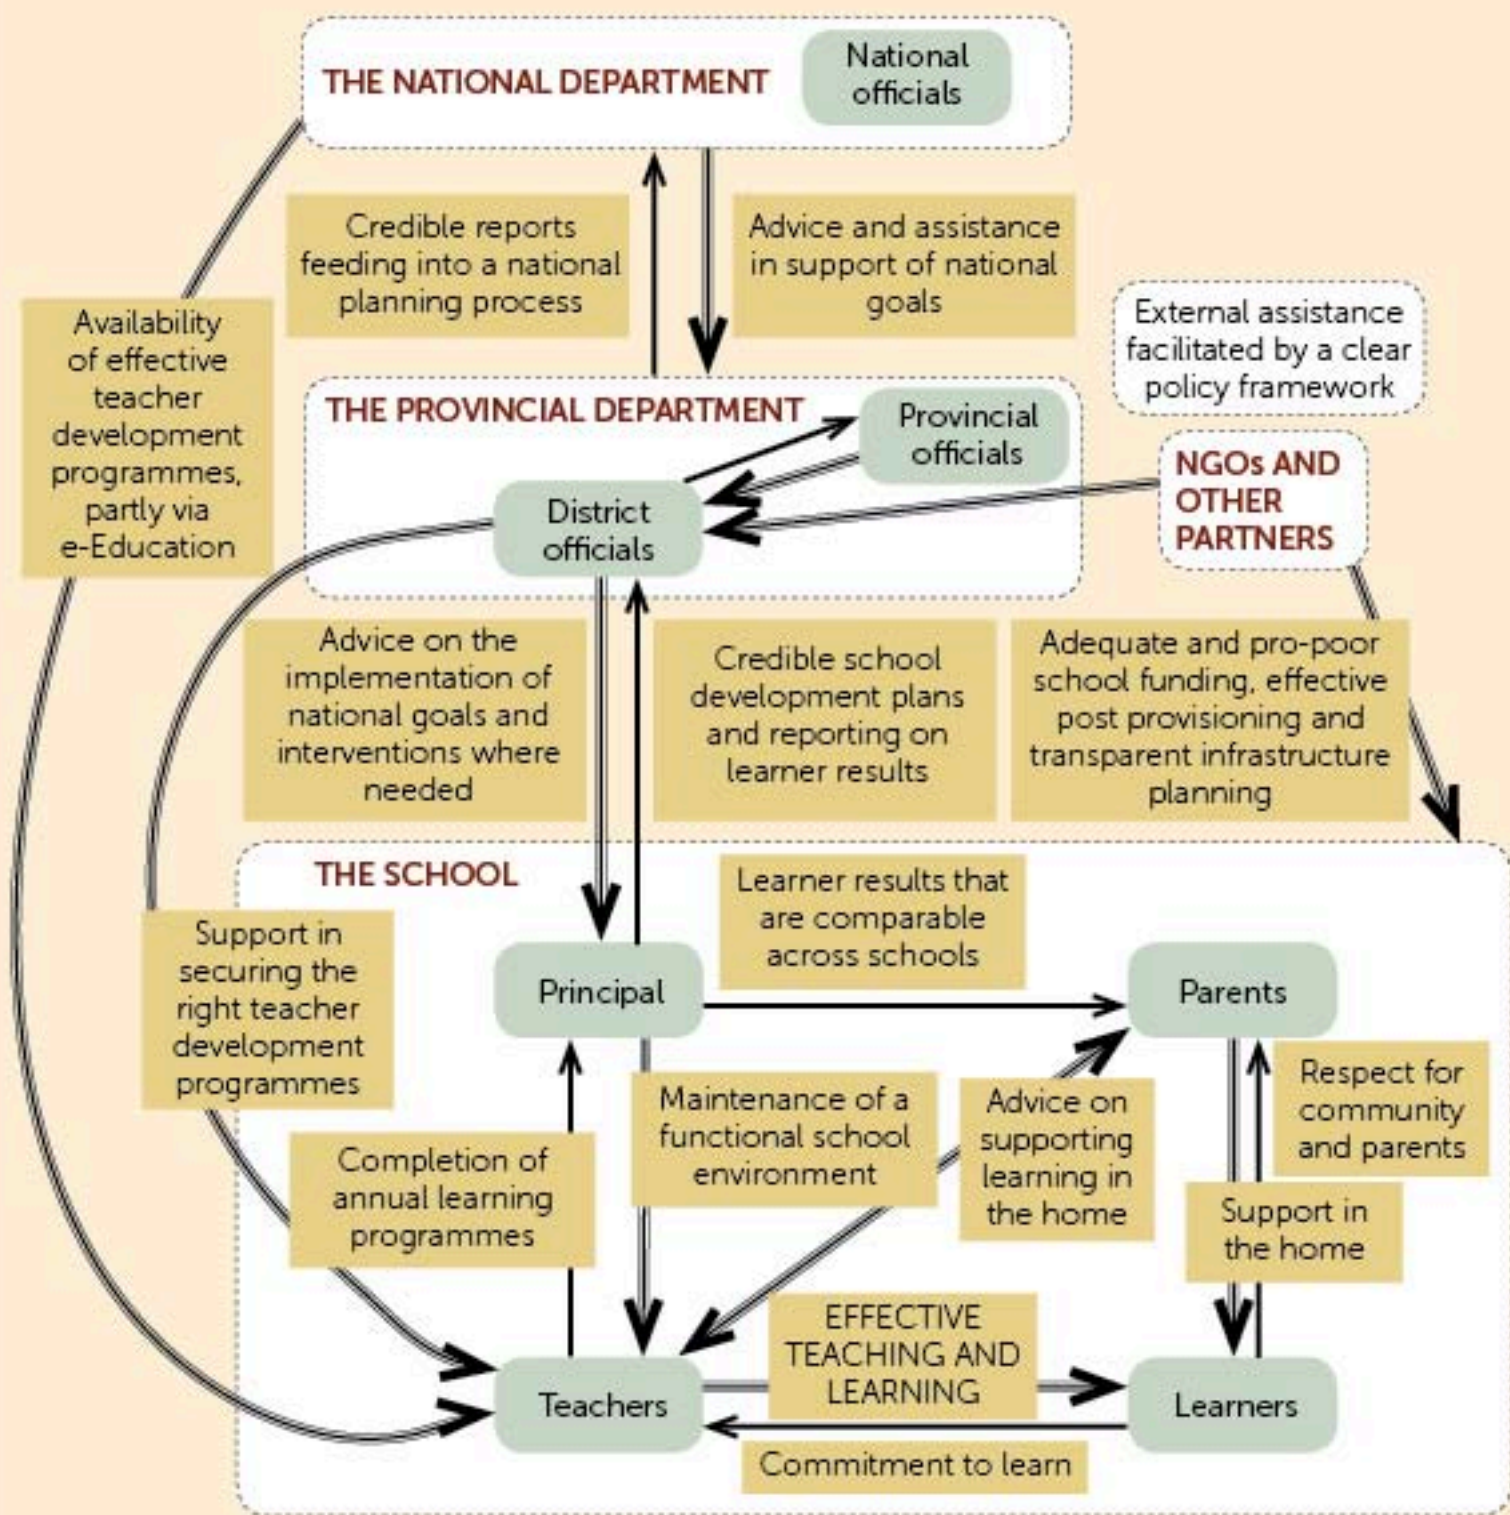 THE NATIONAL DEPARTMENT
National
officials
Credible reports
feeding into a national
planning process
Advice and assistance
in support of national
goals
Availability
of effective
teacher
development
programmes,
partly via
e-Education
External assistance
facilitated by a clear
policy framework
THE PROVINCIAL DEPARTMENT
Provincial
officials
District
officials
NGOs AND
OTHER
PARTNERS
Advice on the
implementation of
national goals and
interventions where
needed
Credible school
development plans
and reporting on
learner results
Adequate and pro-poor
school funding, effective
post provisioning and
transparent infrastructure
planning
THE SCHOOL
Learner results that
are comparable
across schools
Support in
securing the
right teacher
development
programmes
Principal
Parents
Completion of
annual learning
programmes
Maintenance of a
functional school
environment
Advice on
supporting
learning in
the home
Respect for
community
and parents
Support in
the home
EFFECTIVE
TEACHING AND
LEARNING
Teachers
Learners
Commitment to learn